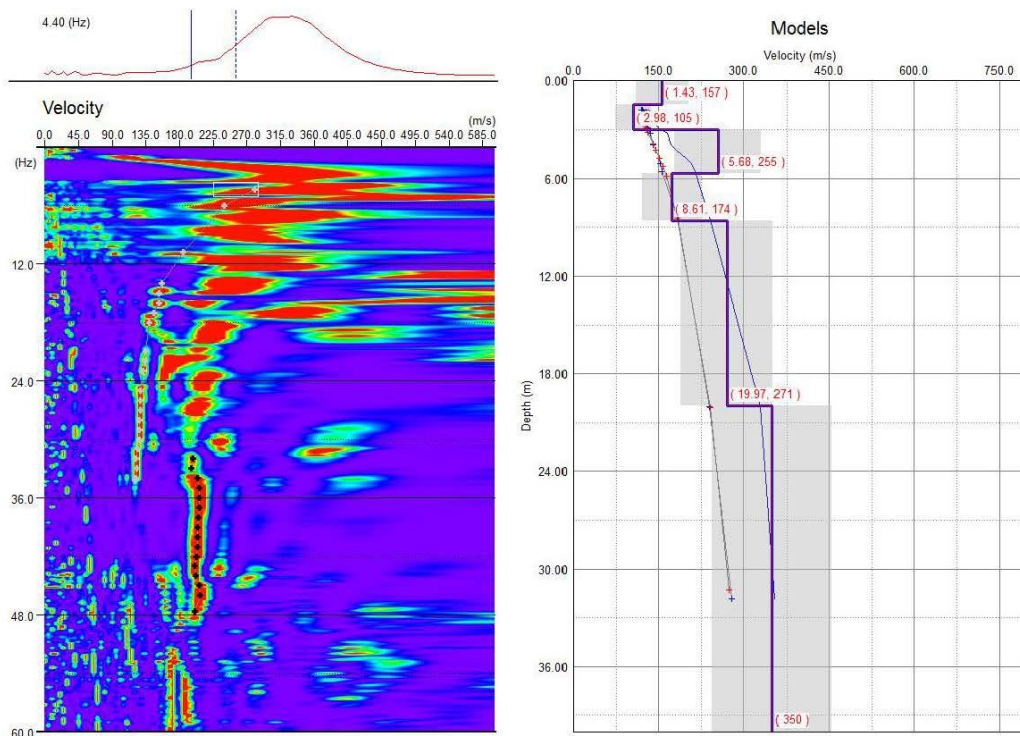 4.40 (Hz)
Velocity
(m/s)
0.0 45.0 90.0 135.0 180.0 225.0 270.0 315.0 360.0 405.0 450.0 495.0 540.0 585.0
(Hz)
12.0
24.0
36.0
48.0
60.0
Models
Velocity (m/s)
0.0 150.0 300.0 450.0 600.0 750.0
0.00
( 1.43, 157 )
( 2.98, 105 )
( 5.68, 255 )
6.00
( 8.61, 174 )
12.00
18.00
( 19.97, 271 )
Depth (m)
24.00
30.00
36.00
( 350 )